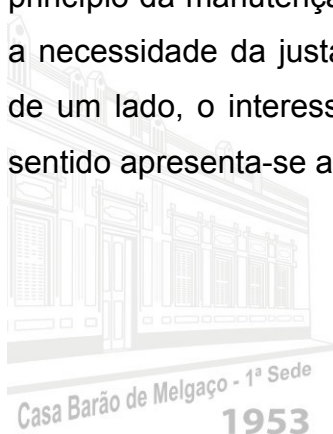 princípio da manutença
a necessidade da justa
de um lado, o interess
sentido apresenta-se a
Casa Barão de Melgaço - 1ª Sede
1953